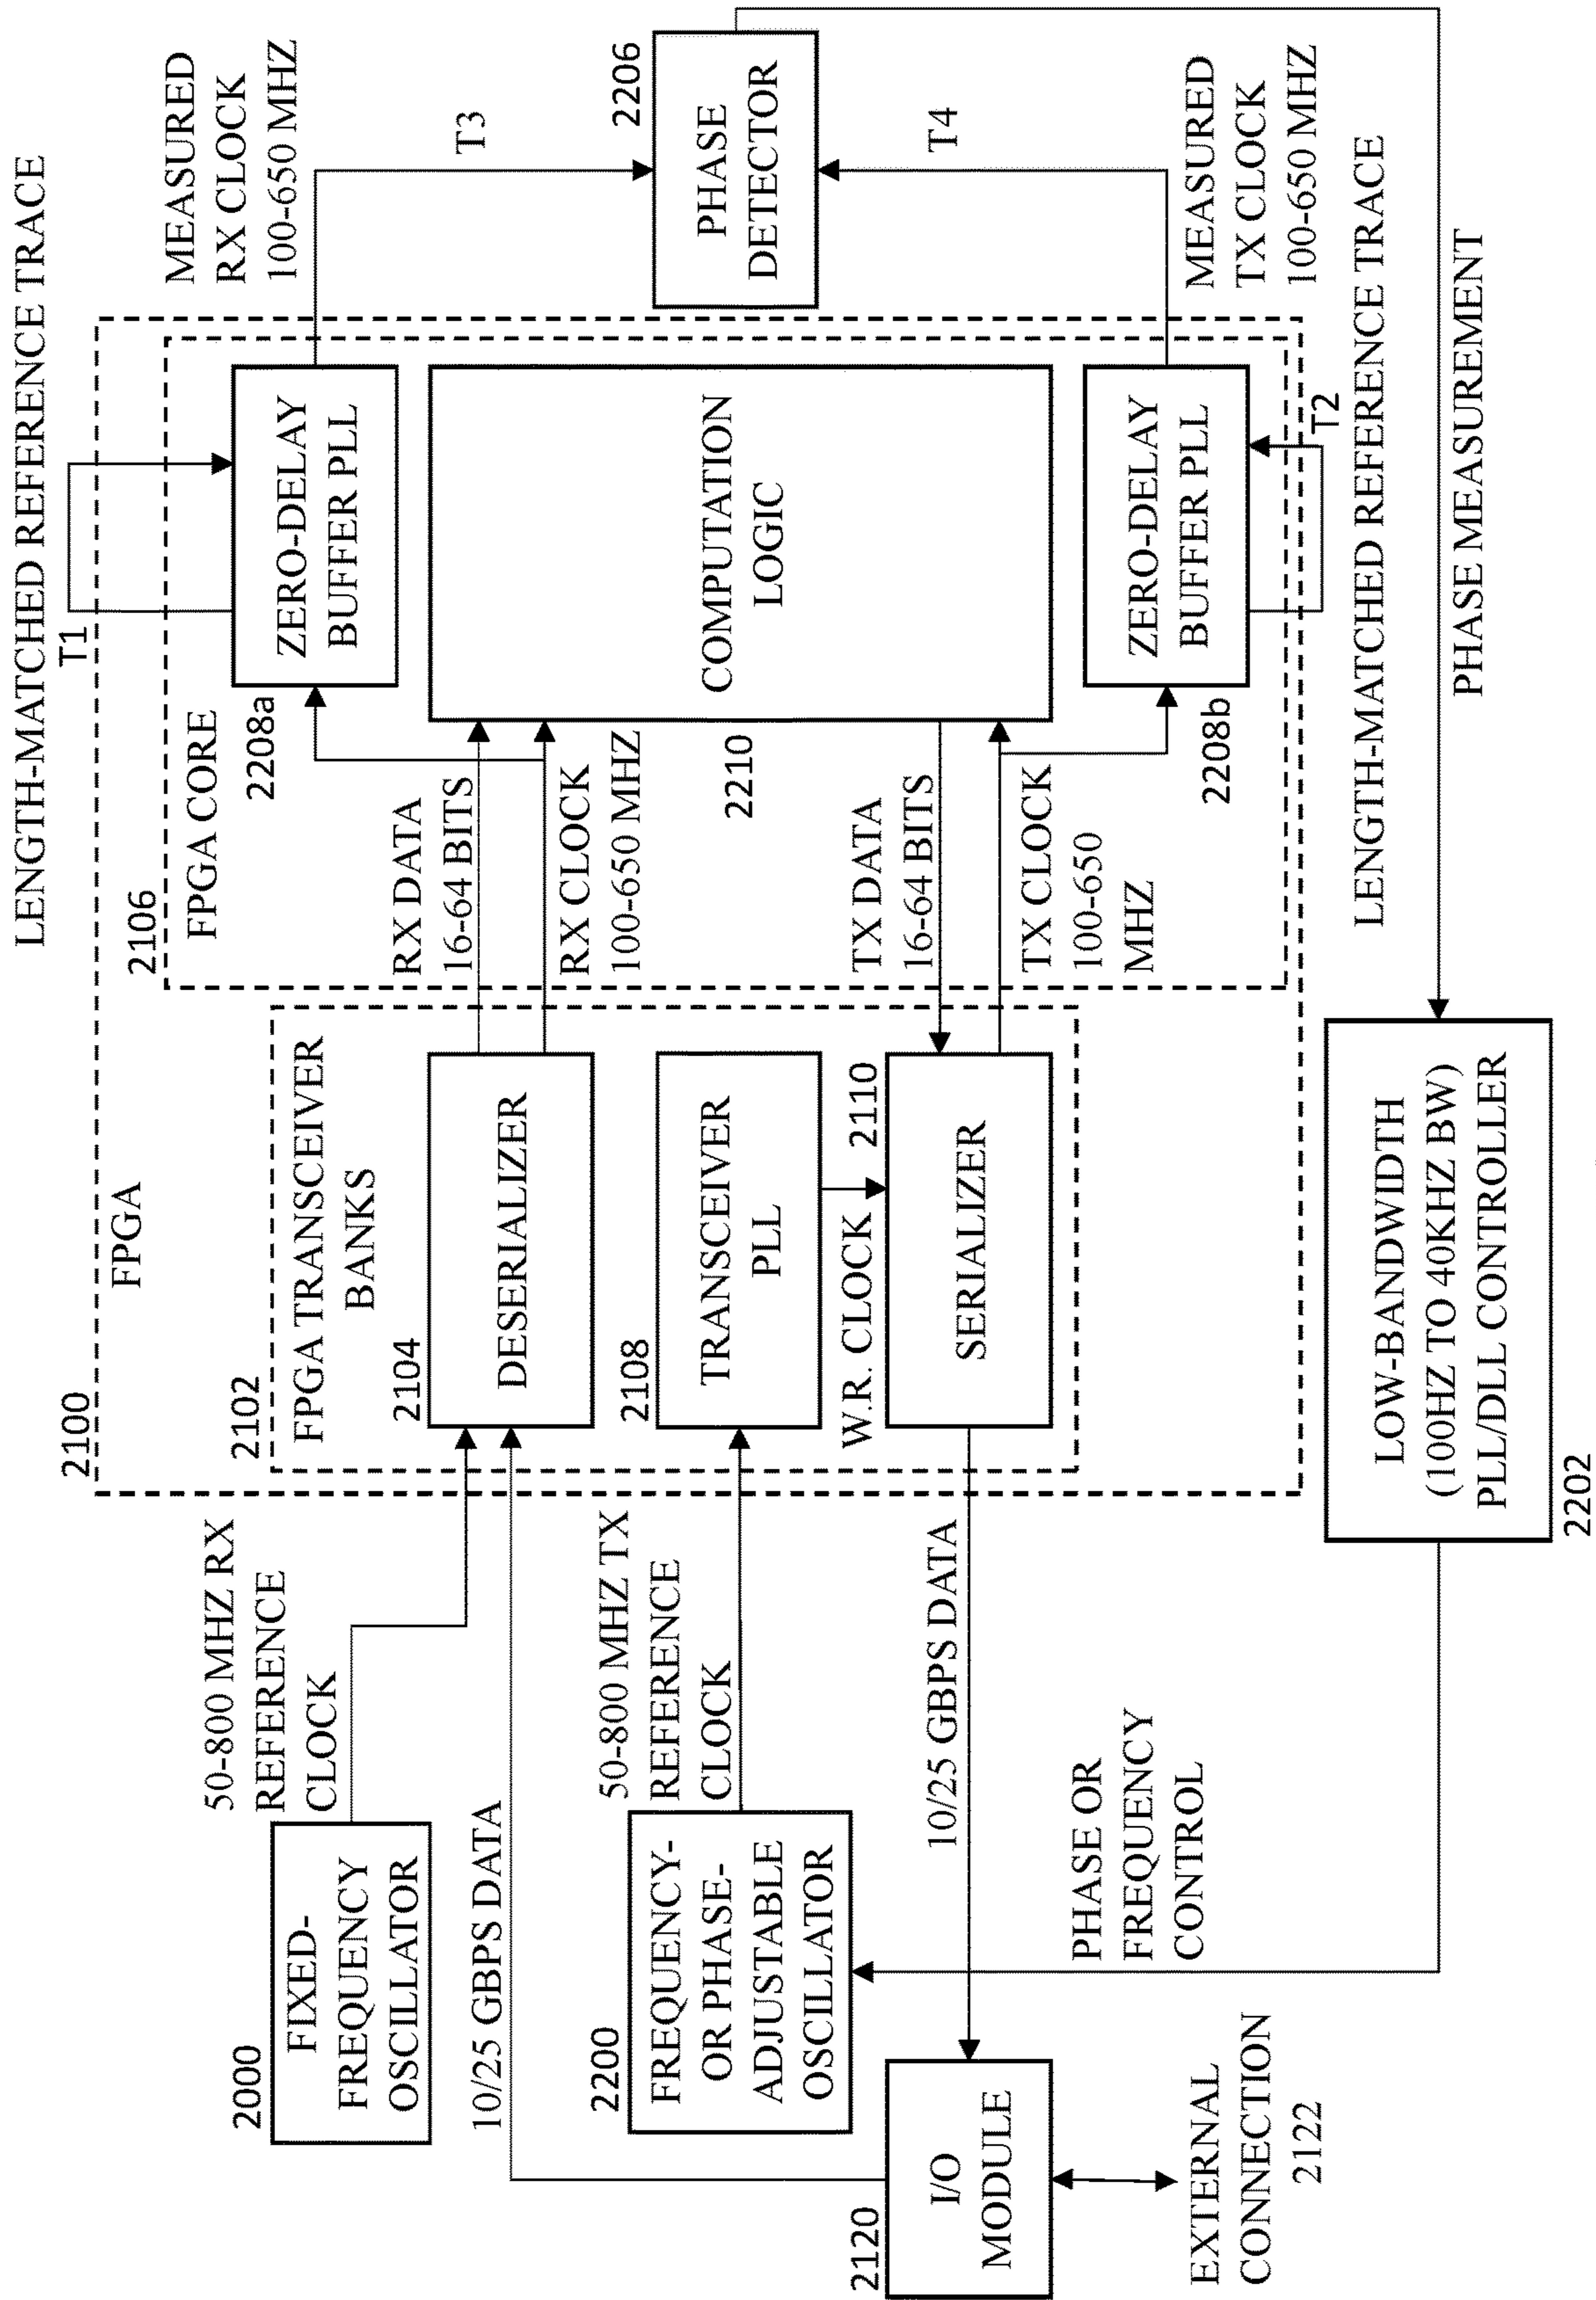 LENGTH-MATCHED REFERENCE TRACE
T1
2100
FPGA
2106
FPGA CORE
2102
FPGA TRANSCEIVER
BANKS
2000
FIXED-
FREQUENCY
OSCILLATOR
50-800 MHZ RX
REFERENCE
CLOCK
10/25 GBPS DATA
2104
DESERIALIZER
RX DATA
16-64 BITS
RX CLOCK
100-650 MHZ
2208a
ZERO-DELAY
BUFFER PLL
MEASURED
RX CLOCK
100-650 MHZ
T3
2200
FREQUENCY-
OR PHASE-
ADJUSTABLE
OSCILLATOR
50-800 MHZ TX
REFERENCE
CLOCK
2108
TRANSCEIVER
PLL
W.R. CLOCK
2210
COMPUTATION
LOGIC
2206
PHASE
DETECTOR
T4
2120
I/O
MODULE
10/25 GBPS DATA
2110
SERIALIZER
TX DATA
16-64 BITS
TX CLOCK
100-650
MHZ
2208b
ZERO-DELAY
BUFFER PLL
T2
MEASURED
TX CLOCK
100-650 MHZ
EXTERNAL
CONNECTION
2122
PHASE OR
FREQUENCY
CONTROL
LENGTH-MATCHED REFERENCE TRACE
LOW-BANDWIDTH
(100HZ TO 40KHZ BW)
PLL/DLL CONTROLLER
2202
PHASE MEASUREMENT